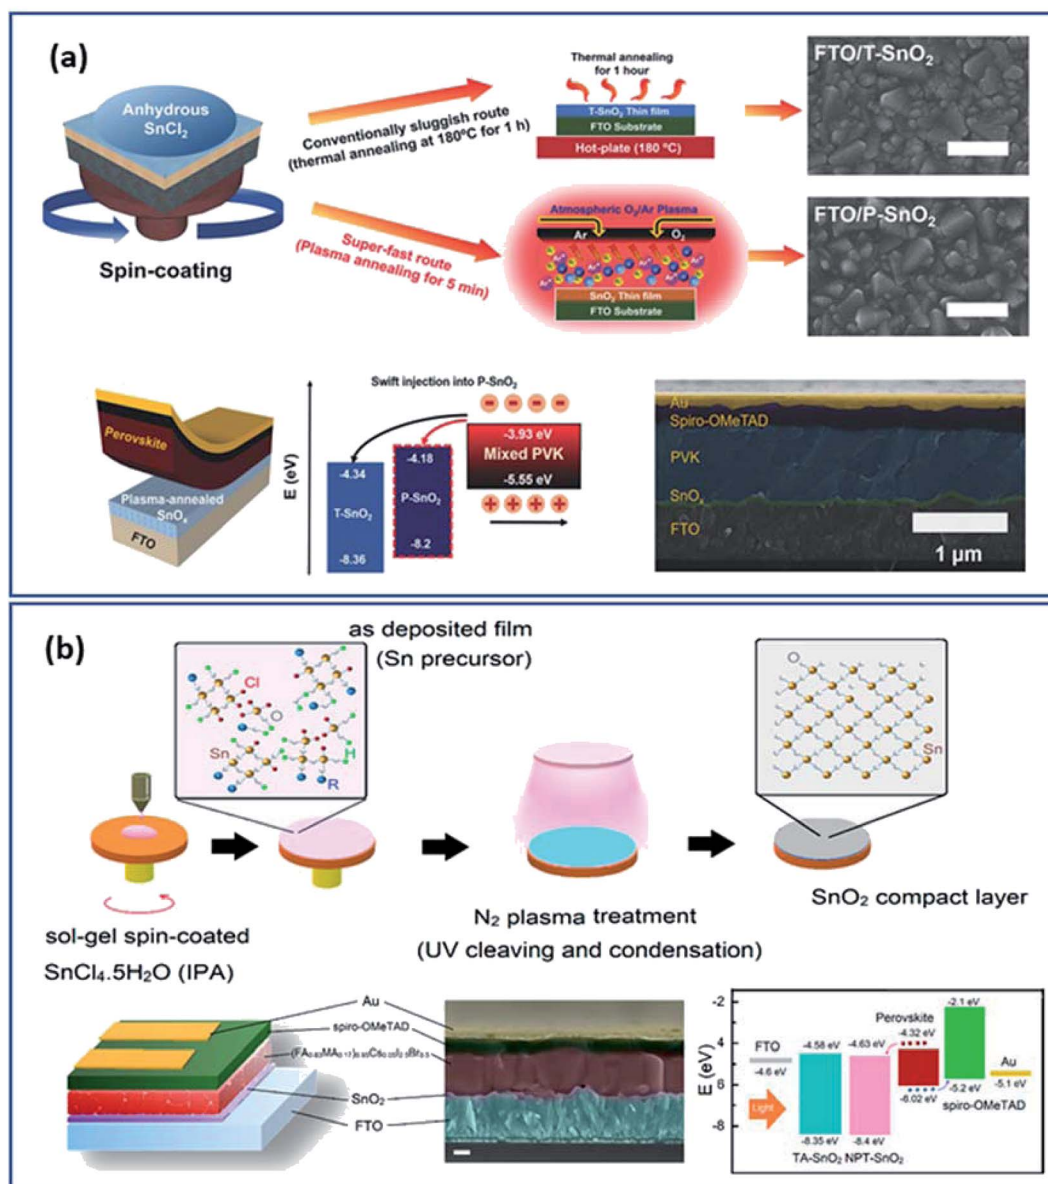 (a)
Anhydrous
SnCl₂
Spin-coating
Conventionally sluggish route
(thermal annealing at 180ºC for 1 h)
Super-fast route
(Plasma annealing for 5 min)
Thermal annealing
for 1 hour
T-SnO₂ Thin film
FTO Substrate
Hot-plate (180 ºC)
Atmospheric O₂/Ar Plasma
Ar
O₂
SnO₂ Thin film
FTO Substrate
FTO/T-SnO₂
FTO/P-SnO₂
Perovskite
Plasma-annealed
SnOₓ
FTO
E (eV)
Swift injection into P-SnO₂
-4.34
T-SnO₂
-8.36
-4.18
P-SnO₂
-8.2
-3.93 eV
Mixed PVK
-5.55 eV
Au
Spiro-OMeTAD
PVK
SnOₓ
FTO
1 µm
(b)
as deposited film
(Sn precursor)
Cl
O
Sn
H
R
O
Sn
sol-gel spin-coated
SnCl₄.5H₂O (IPA)
N₂ plasma treatment
(UV cleaving and condensation)
SnO₂ compact layer
Au
spiro-OMeTAD
SnO₂
FTO
E (eV)
-2
-4
6
-8
FTO
-4.6 eV
Light
-4.58 eV
-8.35 eV
TA-SnO₂
-4.63 eV
-8.4 eV
NPT-SnO₂
Perovskite
-4.32 eV
-6.02 eV
-2.1 eV
-5.2 eV
spiro-OMeTAD
Au
-5.1 eV